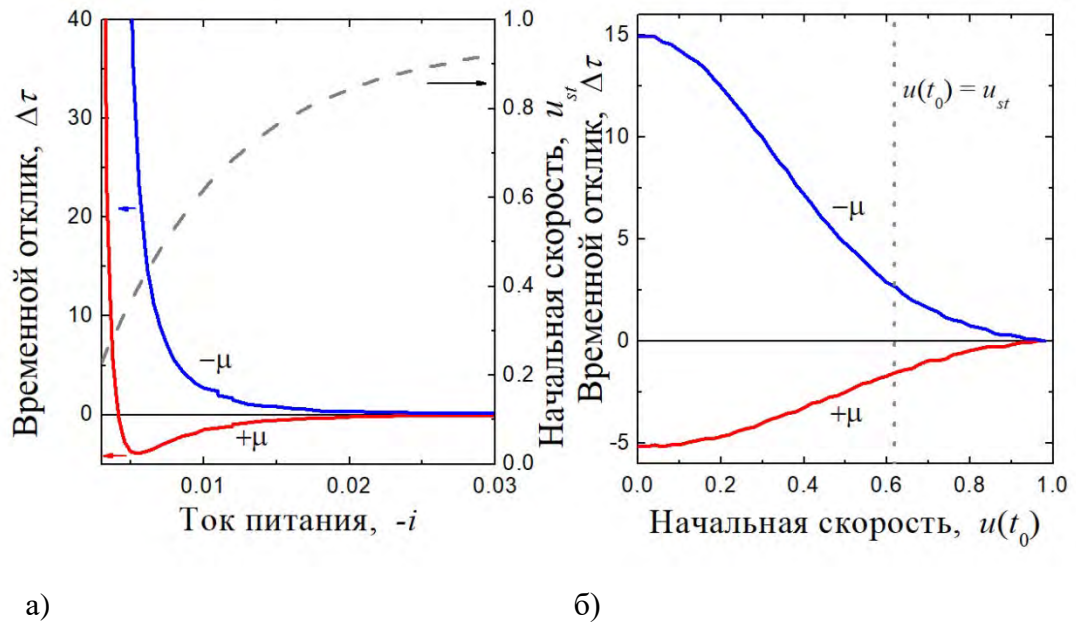 40
30
20
10
0
Временной отклик, Δτ
−μ
+μ
0.01
0.02
0.03
Ток питания, -i
1.0
0.8
0.6
0.4
0.2
0.0
Начальная скорость, u_st
15
10
5
0
-5
Временной отклик, Δτ
u(t_0) = u_st
−μ
+μ
0.0
0.2
0.4
0.6
0.8
1.0
Начальная скорость, u(t_0)
а)
б)